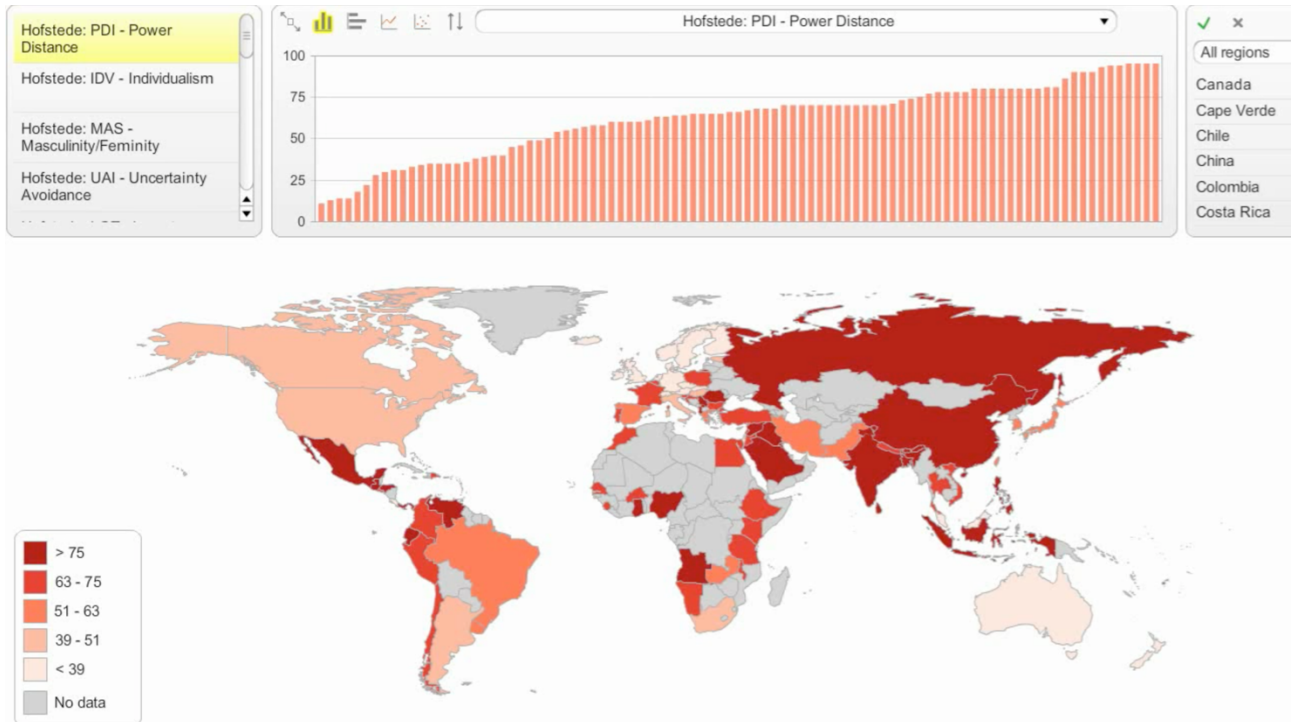 Hofstede: PDI - Power
Distance
Hofstede: IDV - Individualism
Hofstede: MAS -
Masculinity/Feminity
Hofstede: UAI - Uncertainty
Avoidance
Hofstede: PDI - Power Distance
100
75
50
25
0
All regions
Canada
Cape Verde
Chile
China
Colombia
Costa Rica
> 75
63 - 75
51 - 63
39 - 51
< 39
No data